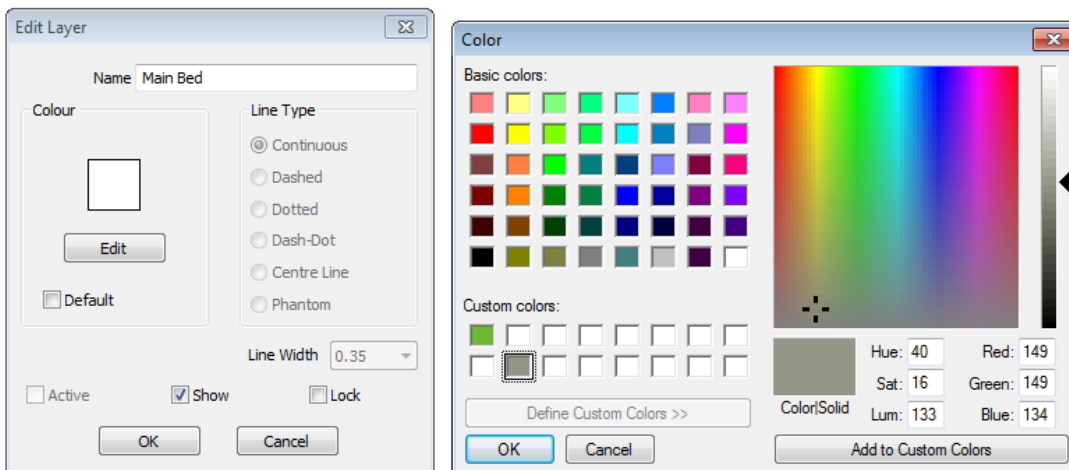 Edit Layer
Name Main Bed
Colour
Edit
Default
Line Type
Continuous
Dashed
Dotted
Dash-Dot
Centre Line
Phantom
Line Width 0.35
Active Show Lock
OK Cancel
Color
Basic colors:
Custom colors:
Define Custom Colors >>
OK Cancel
Color|Solid
Hue: 40 Red: 149
Sat: 16 Green: 149
Lum: 133 Blue: 134
Add to Custom Colors